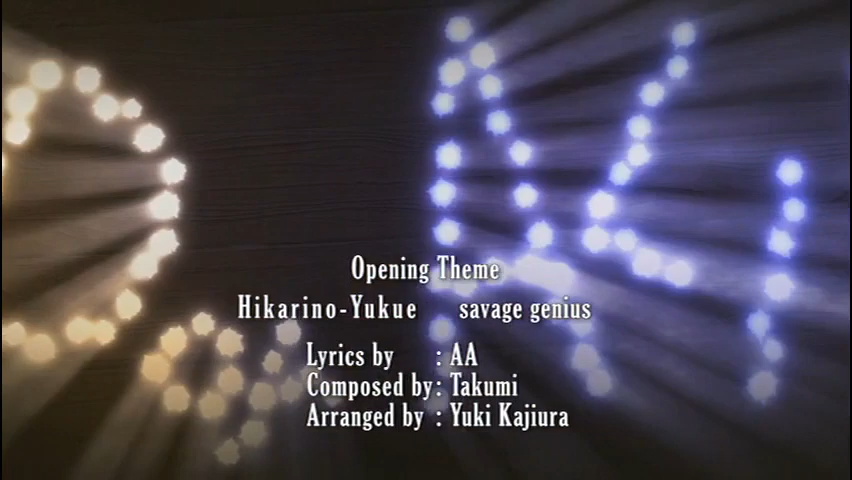 Opening Theme
Hikarino-Yukue savage genius
Lyrics by : AA
Composed by : Takumi
Arranged by : Yuki Kajiura